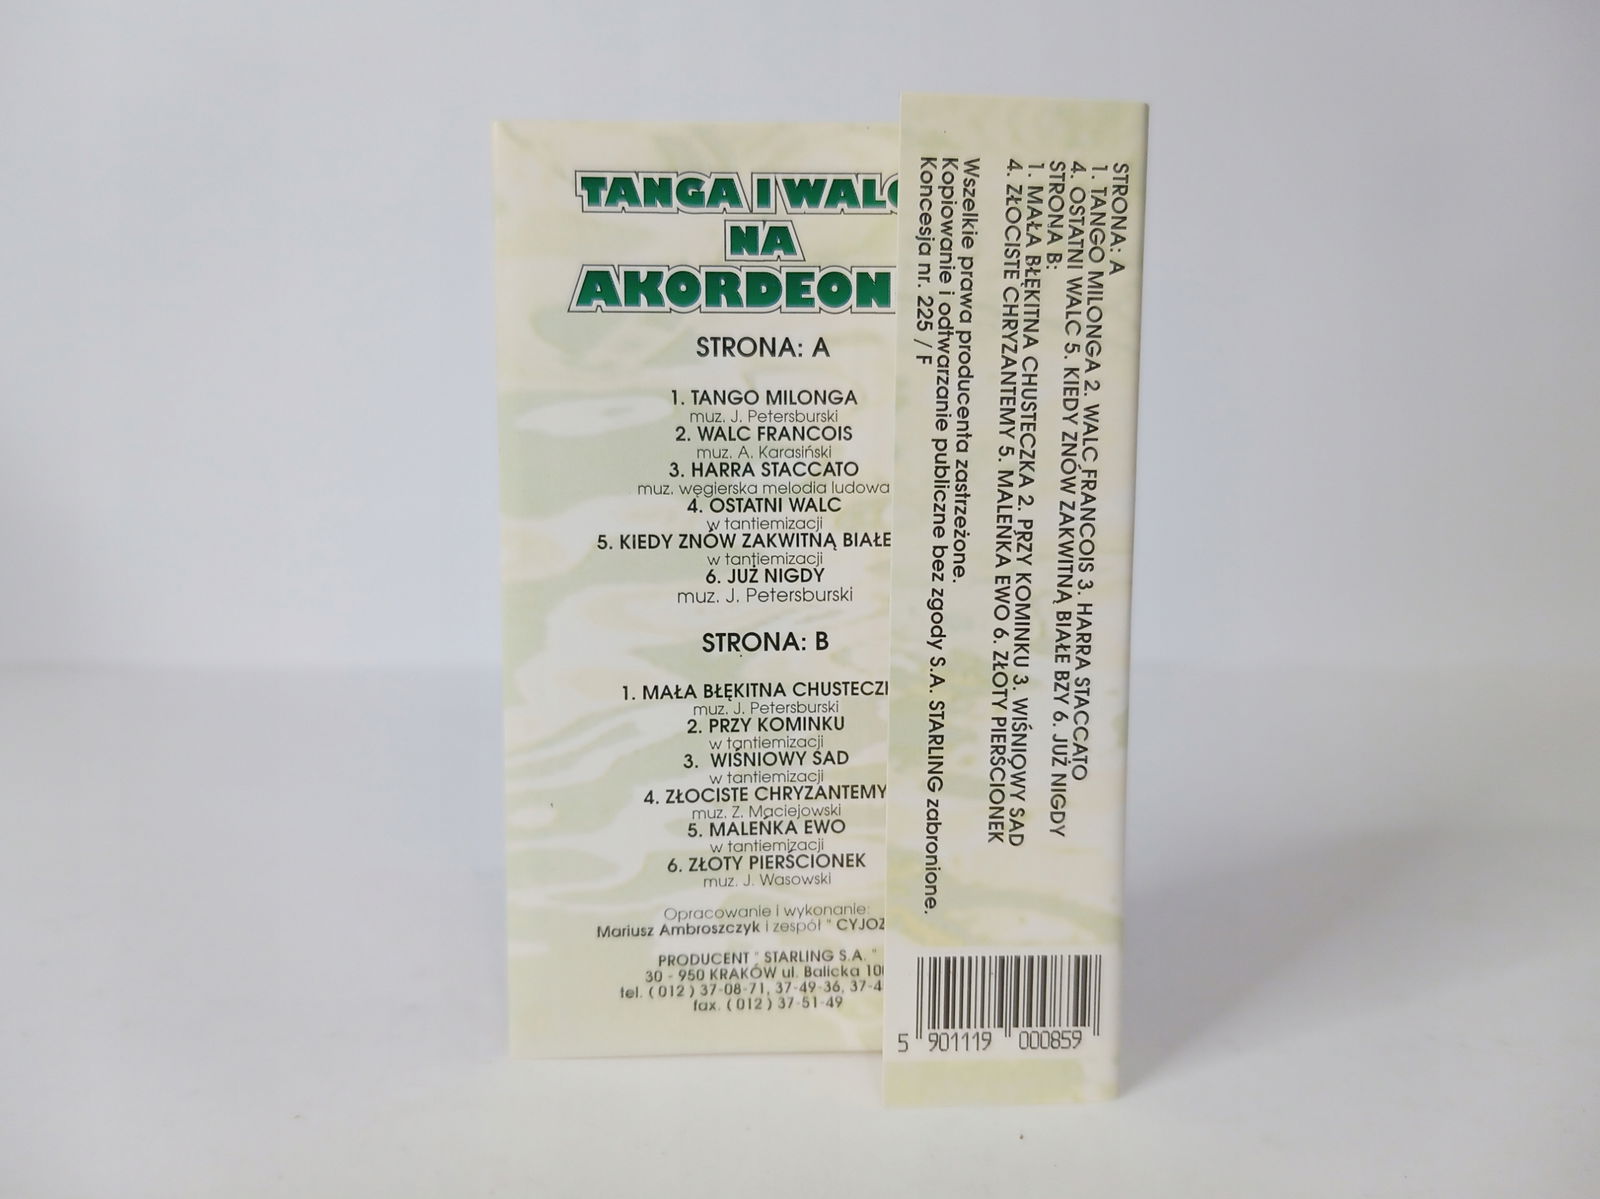 TANGA I WALC
NA
AKORDEON
STRONA: A
1. TANGO MILONGA
muz. J. Petersburski
2. WALC FRANCOIS
muz. A. Karasiński
3. HARRA STACCATO
muz. węgierska melodia ludowa
4. OSTATNI WALC
w tantiemizacji
5. KIEDY ZNÓW ZAKWITNĄ BIAŁE
w tantiemizacji
6. JUŻ NIGDY
muz. J. Petersburski
STRONA: B
1. MAŁA BŁĘKITNA CHUSTECZK
muz. J. Petersburski
2. PRZY KOMINKU
w tantiemizacji
3. WIŚNIOWY SAD
w tantiemizacji
4. ZŁOCISTE CHRYZANTEMY
muz. Z. Maciejowski
5. MALEŃKA EWO
w tantiemizacji
6. ZŁOTY PIERŚCIONEK
muz. J. Wasowski
Opracowanie i wykonanie:
Mariusz Ambroszczyk i zespół " CYJOZ
PRODUCENT " STARLING S.A. "
30 - 950 KRAKÓW ul. Balicka 100
tel. ( 012 ) 37-08-71, 37-49-36, 37-4
fax. ( 012 ) 37-51-49
STRONA: A
1. TANGO MILONGA 2. WALC FRANCOIS 3. HARRA STACCATO
4. OSTATNI WALC 5. KIEDY ZNÓW ZAKWITNĄ BIAŁE BZY 6. JUŻ NIGDY
STRONA B:
1. MAŁA BŁĘKITNA CHUSTECZKA 2. PRZY KOMINKU 3. WIŚNIOWY SAD
4. ZŁOCISTE CHRYZANTEMY 5. MALEŃKA EWO 6. ZŁOTY PIERŚCIONEK
Wszelkie prawa producenta zastrzeżone.
Kopiowanie i odtwarzanie publiczne bez zgody S.A. STARLING zabronione.
Koncesja nr. 225 / F
5 901119 000859